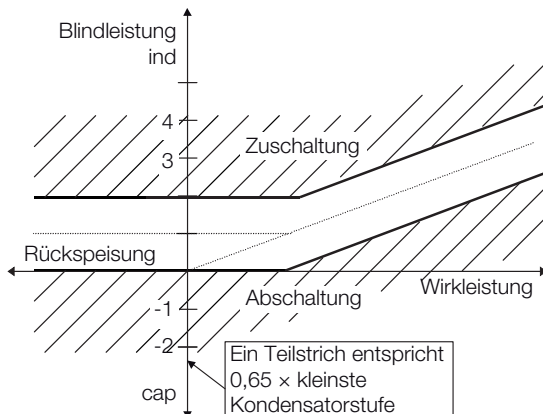 Blindleistung
ind
4
3
Zuschaltung
Rückspeisung
Abschaltung
Wirkleistung
-1
-2
cap
Ein Teilstrich entspricht
0,65 × kleinste
Kondensatorstufe